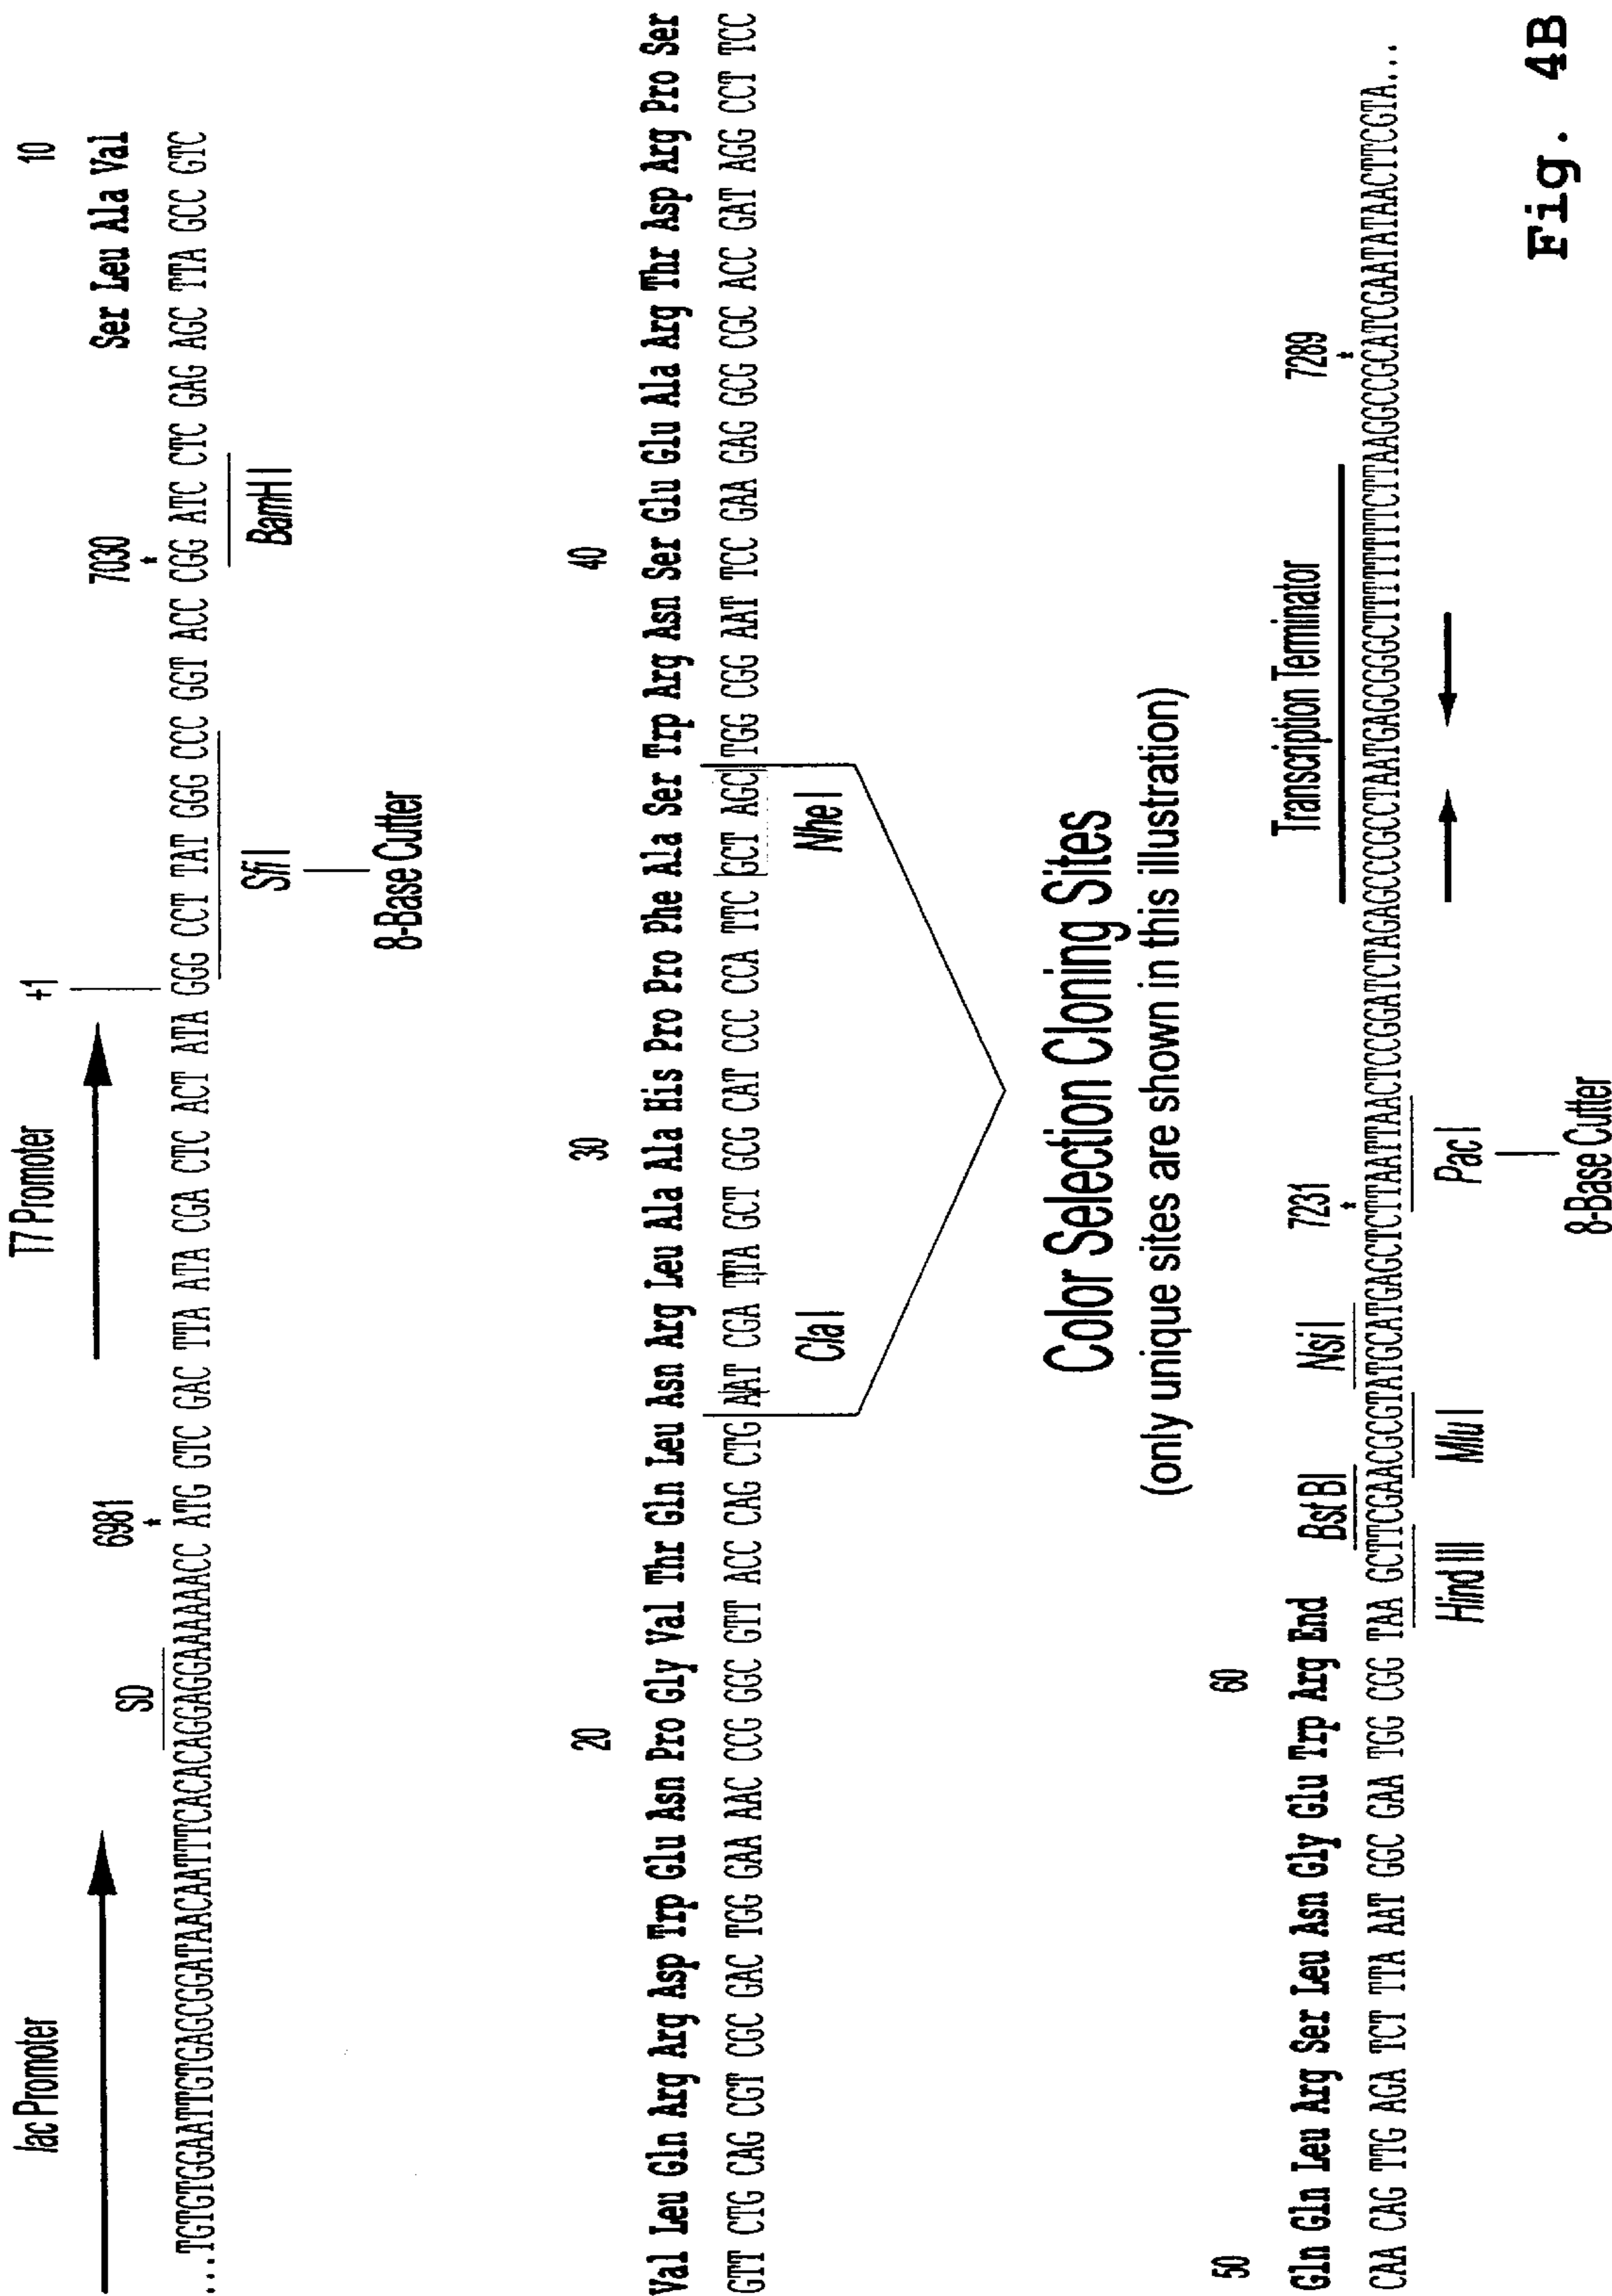 lac Promoter T7 Promoter +1 10
SD 6981 7030 Ser Leu Ala Val
* *
...TGTGTGGAATTGTGAGCGGATAACAATTTCACACAGGAGGAAAAACC ATG GTC GAC TTA ATA CGA CTC ACT ATA GGG CCT TAT GGG CCC GGT ACC CGG ATC CTC GAG AGC TTA GCC GTC
Sfi I BamH I
8-Base Cutter
20 30 40
Val Leu Gln Arg Arg Asp Trp Glu Asn Pro Gly Val Thr Gln Leu Asn Arg Leu Ala Ala His Pro Pro Phe Ala Ser Trp Arg Asn Ser Glu Glu Ala Arg Thr Asp Arg Pro Ser
GTT CTG CAG CGT CGC GAC TGG GAA AAC CCG GGC GTT ACC CAG CTG AAT CGA TTA GCT GCG CAT CCC CCA TTC GCT AGC TGG CGG AAT TCC GAA GAG GCG CGC ACC GAT AGG CCT TCC
Cla I Nhe I
Color Selection Cloning Sites
(only unique sites are shown in this illustration)
50 60
Gln Gln Leu Arg Ser Leu Asn Gly Glu Trp Arg End BstBI Nsi I 7231 Transcription Terminator 7289
* *
CAA CAG TTG AGA TCT TTA AAT GGC GAA TGG CGG TAA GCTTCGAACGCGTATGCATGAGCTCTTAATTAACTCCGGATCTAGAGCCCGCCTAATGAGCGGGCTTTTTTTTCTTAAGGCCGCATCGAATATAACTTCGTA...
Hind III Mlu I Pac I
8-Base Cutter
Fig. 4B